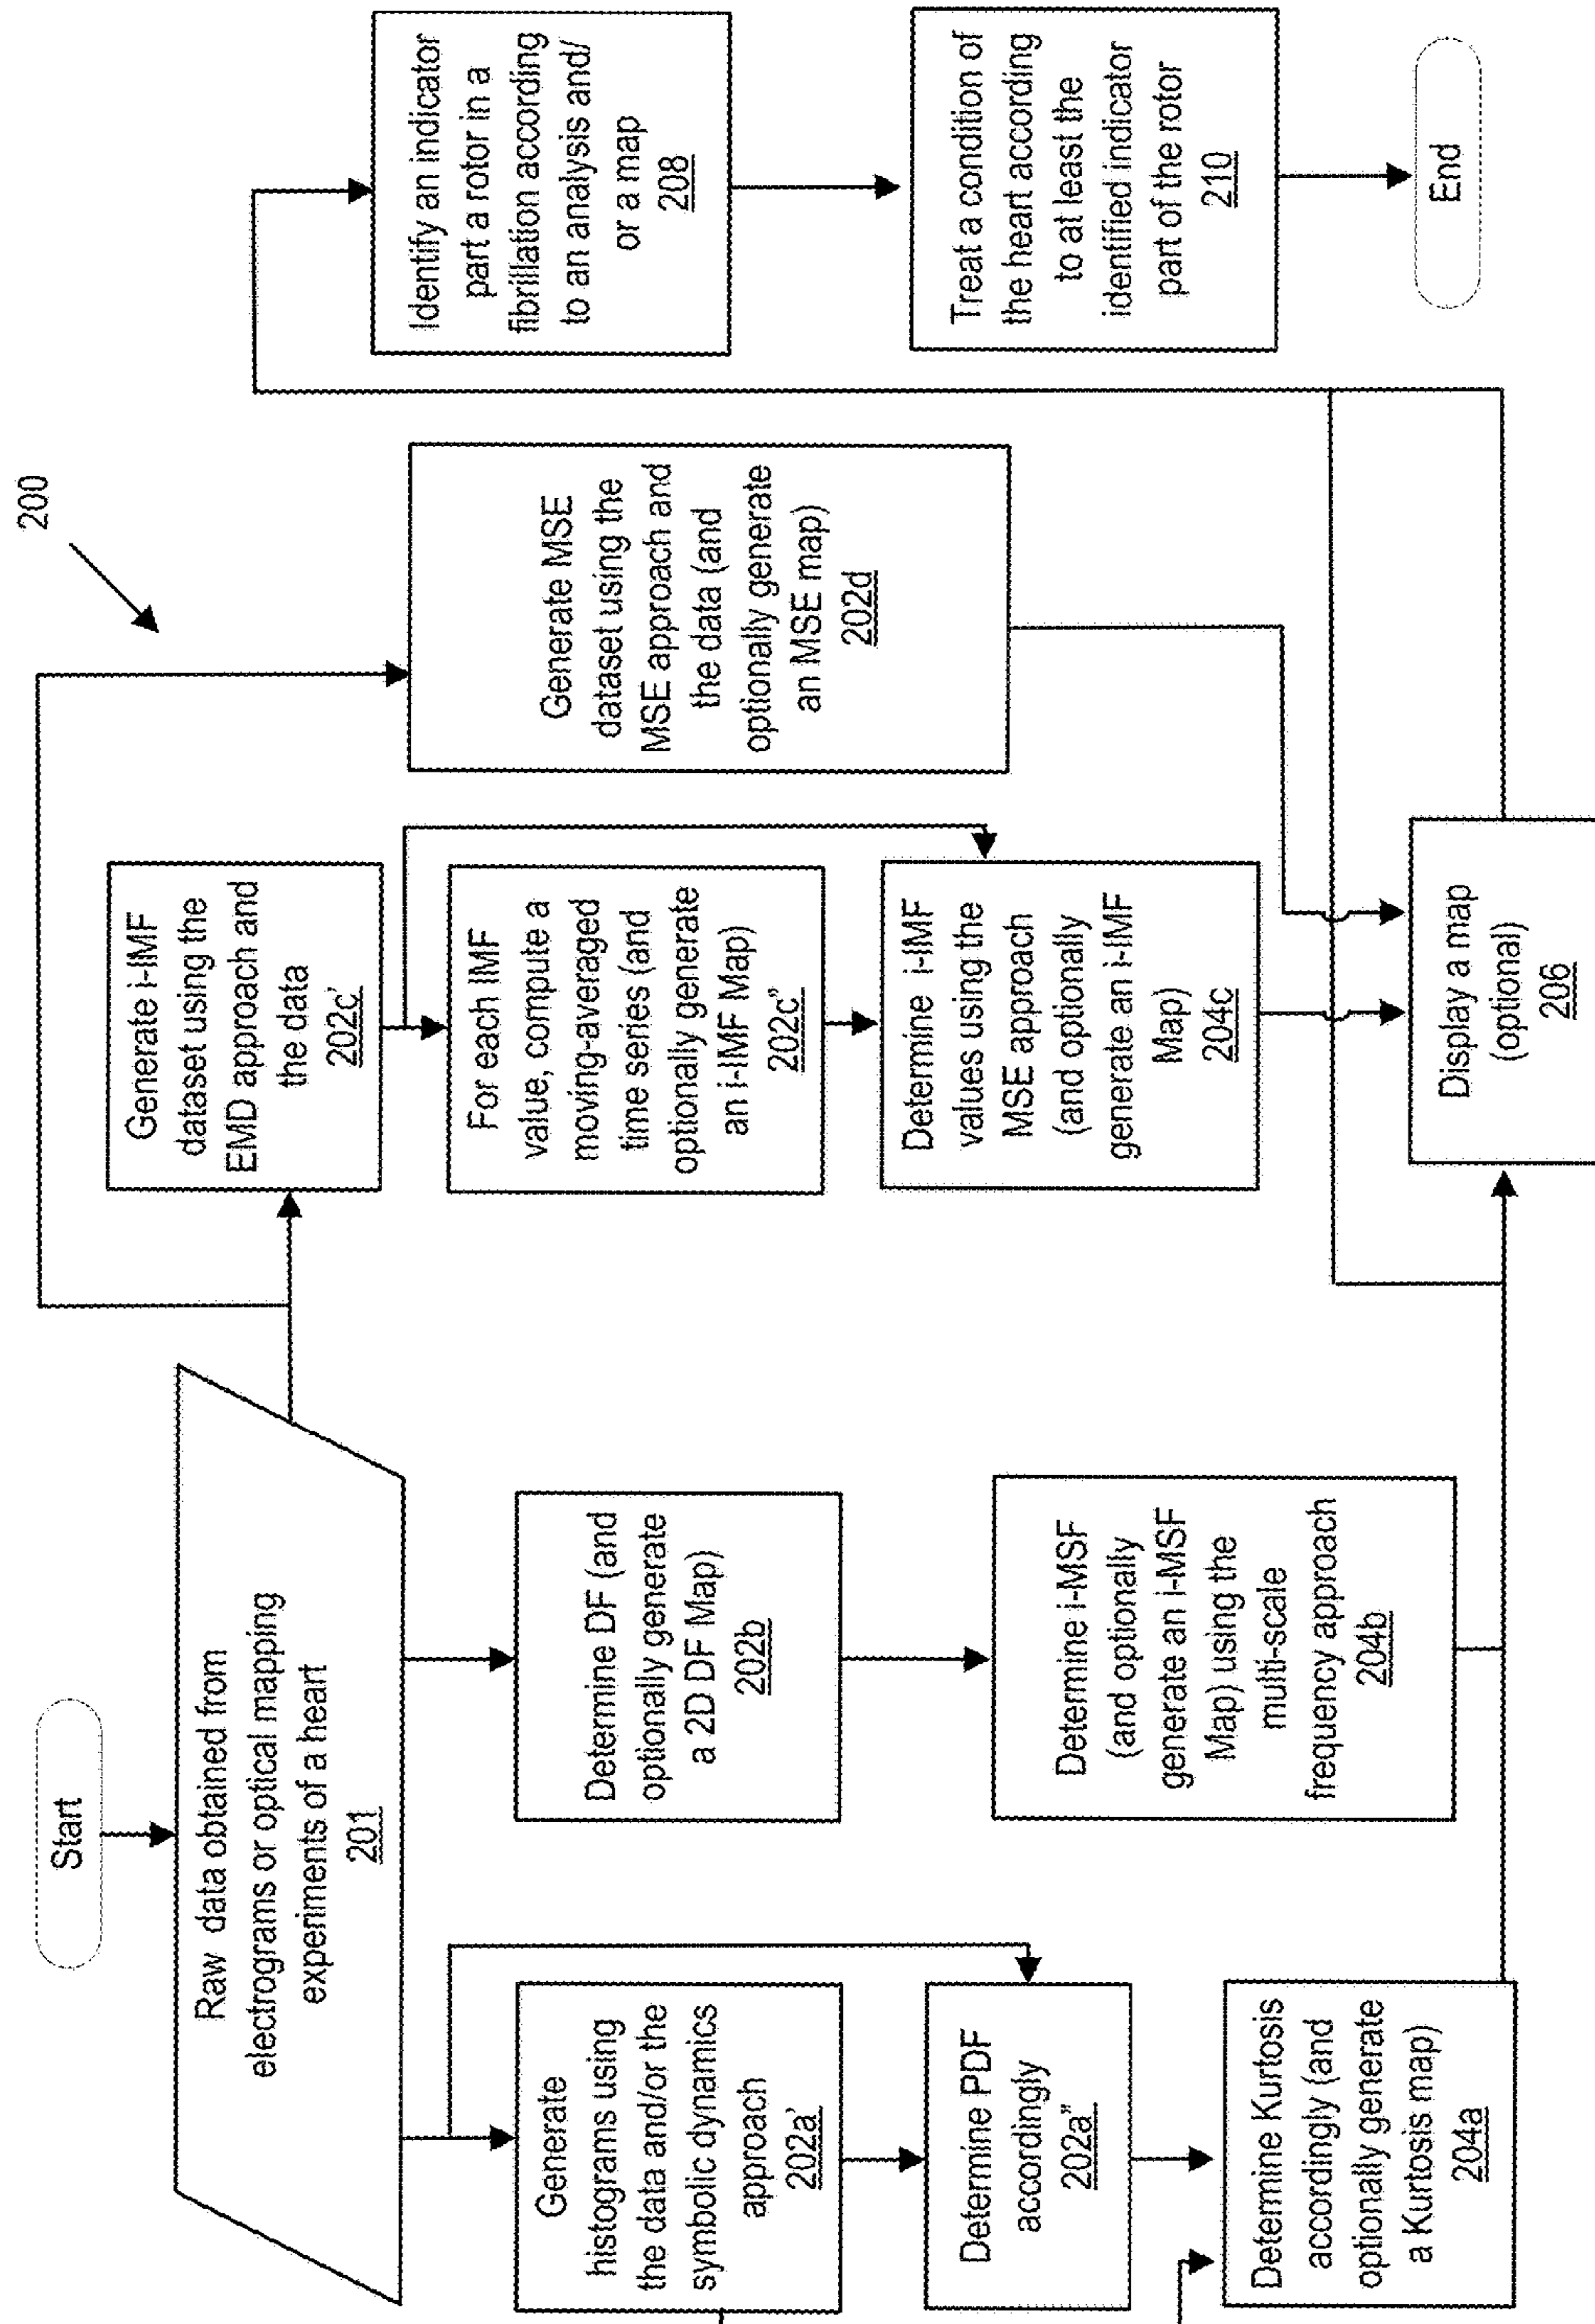 200
Start
Raw data obtained from
electrograms or optical mapping
experiments of a heart
201
Generate
histograms using
the data and/or the
symbolic dynamics
approach
202a'
Determine PDF
accordingly
202a"
Determine Kurtosis
accordingly (and
optionally generate
a Kurtosis map)
204a
Determine DF (and
optionally generate
a 2D DF Map)
202b
Determine i-MSF
(and optionally
generate an i-MSF
Map) using the
multi-scale
frequency approach
204b
Generate i-IMF
dataset using the
EMD approach and
the data
202c'
For each IMF
value, compute a
moving-averaged
time series (and
optionally generate
an i-IMF Map)
202c"
Determine i-IMF
values using the
MSE approach
(and optionally
generate an i-IMF
Map)
204c
Generate MSE
dataset using the
MSE approach and
the data (and
optionally generate
an MSE map)
202d
Display a map
(optional)
206
Identify an indicator
part a rotor in a
fibrillation according
to an analysis and/
or a map
208
Treat a condition of
the heart according
to at least the
identified indicator
part of the rotor
210
End